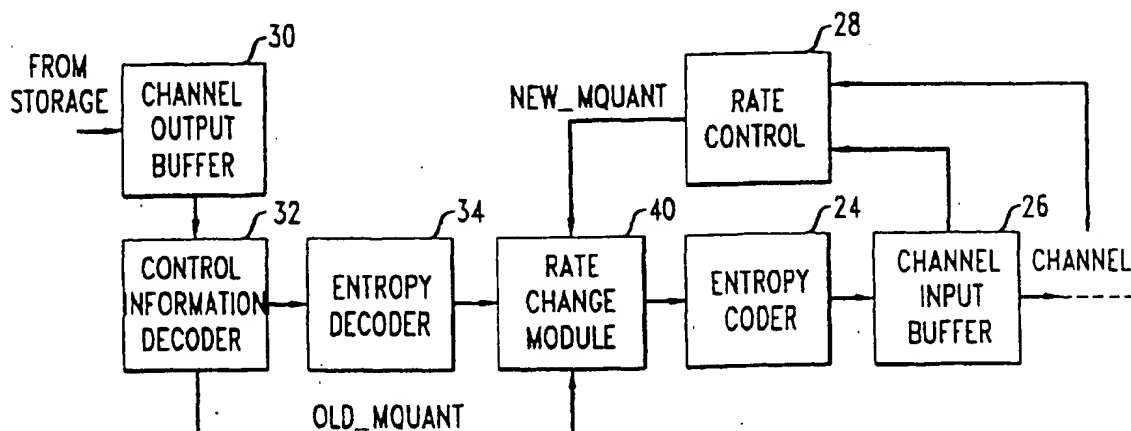 30
FROM
STORAGE
CHANNEL
OUTPUT
BUFFER
28
NEW_MQUANT
RATE
CONTROL
32
CONTROL
INFORMATION
DECODER
34
ENTROPY
DECODER
40
RATE
CHANGE
MODULE
24
ENTROPY
CODER
26
CHANNEL
INPUT
BUFFER
CHANNEL
OLD_MQUANT